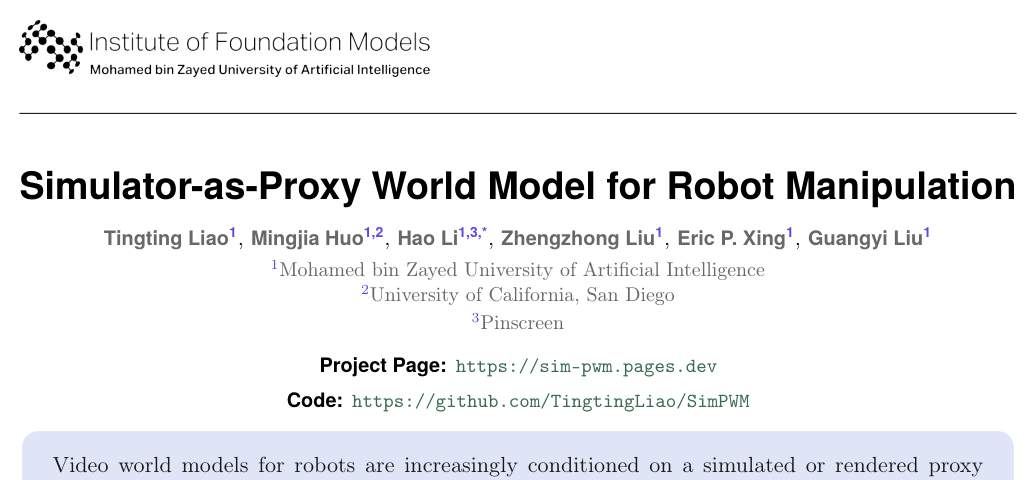 Institute of Foundation Models
Mohamed bin Zayed University of Artificial Intelligence
Simulator-as-Proxy World Model for Robot Manipulation
Tingting Liao1, Mingjia Huo1,2, Hao Li1,3,*, Zhengzhong Liu1, Eric P. Xing1, Guangyi Liu1
1Mohamed bin Zayed University of Artificial Intelligence
2University of California, San Diego
3Pinscreen
Project Page: https://sim-pwm.pages.dev
Code: https://github.com/TingtingLiao/SimPWM
Video world models for robots are increasingly conditioned on a simulated or rendered proxy